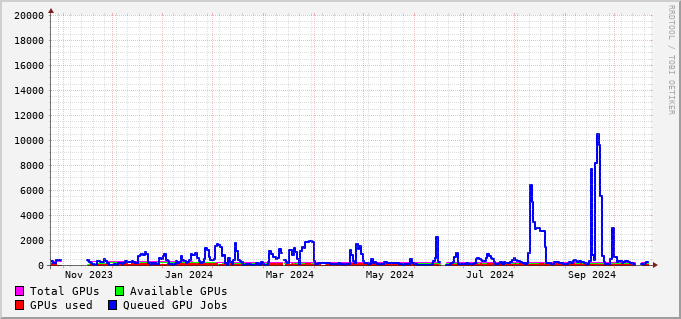 20000
18000
16000
14000
12000
10000
8000
6000
4000
2000
0
Nov 2023 Jan 2024 Mar 2024 May 2024 Jul 2024 Sep 2024
Total GPUs Available GPUs
GPUs used Queued GPU Jobs
RRDTOOL / TOBI OETIKER